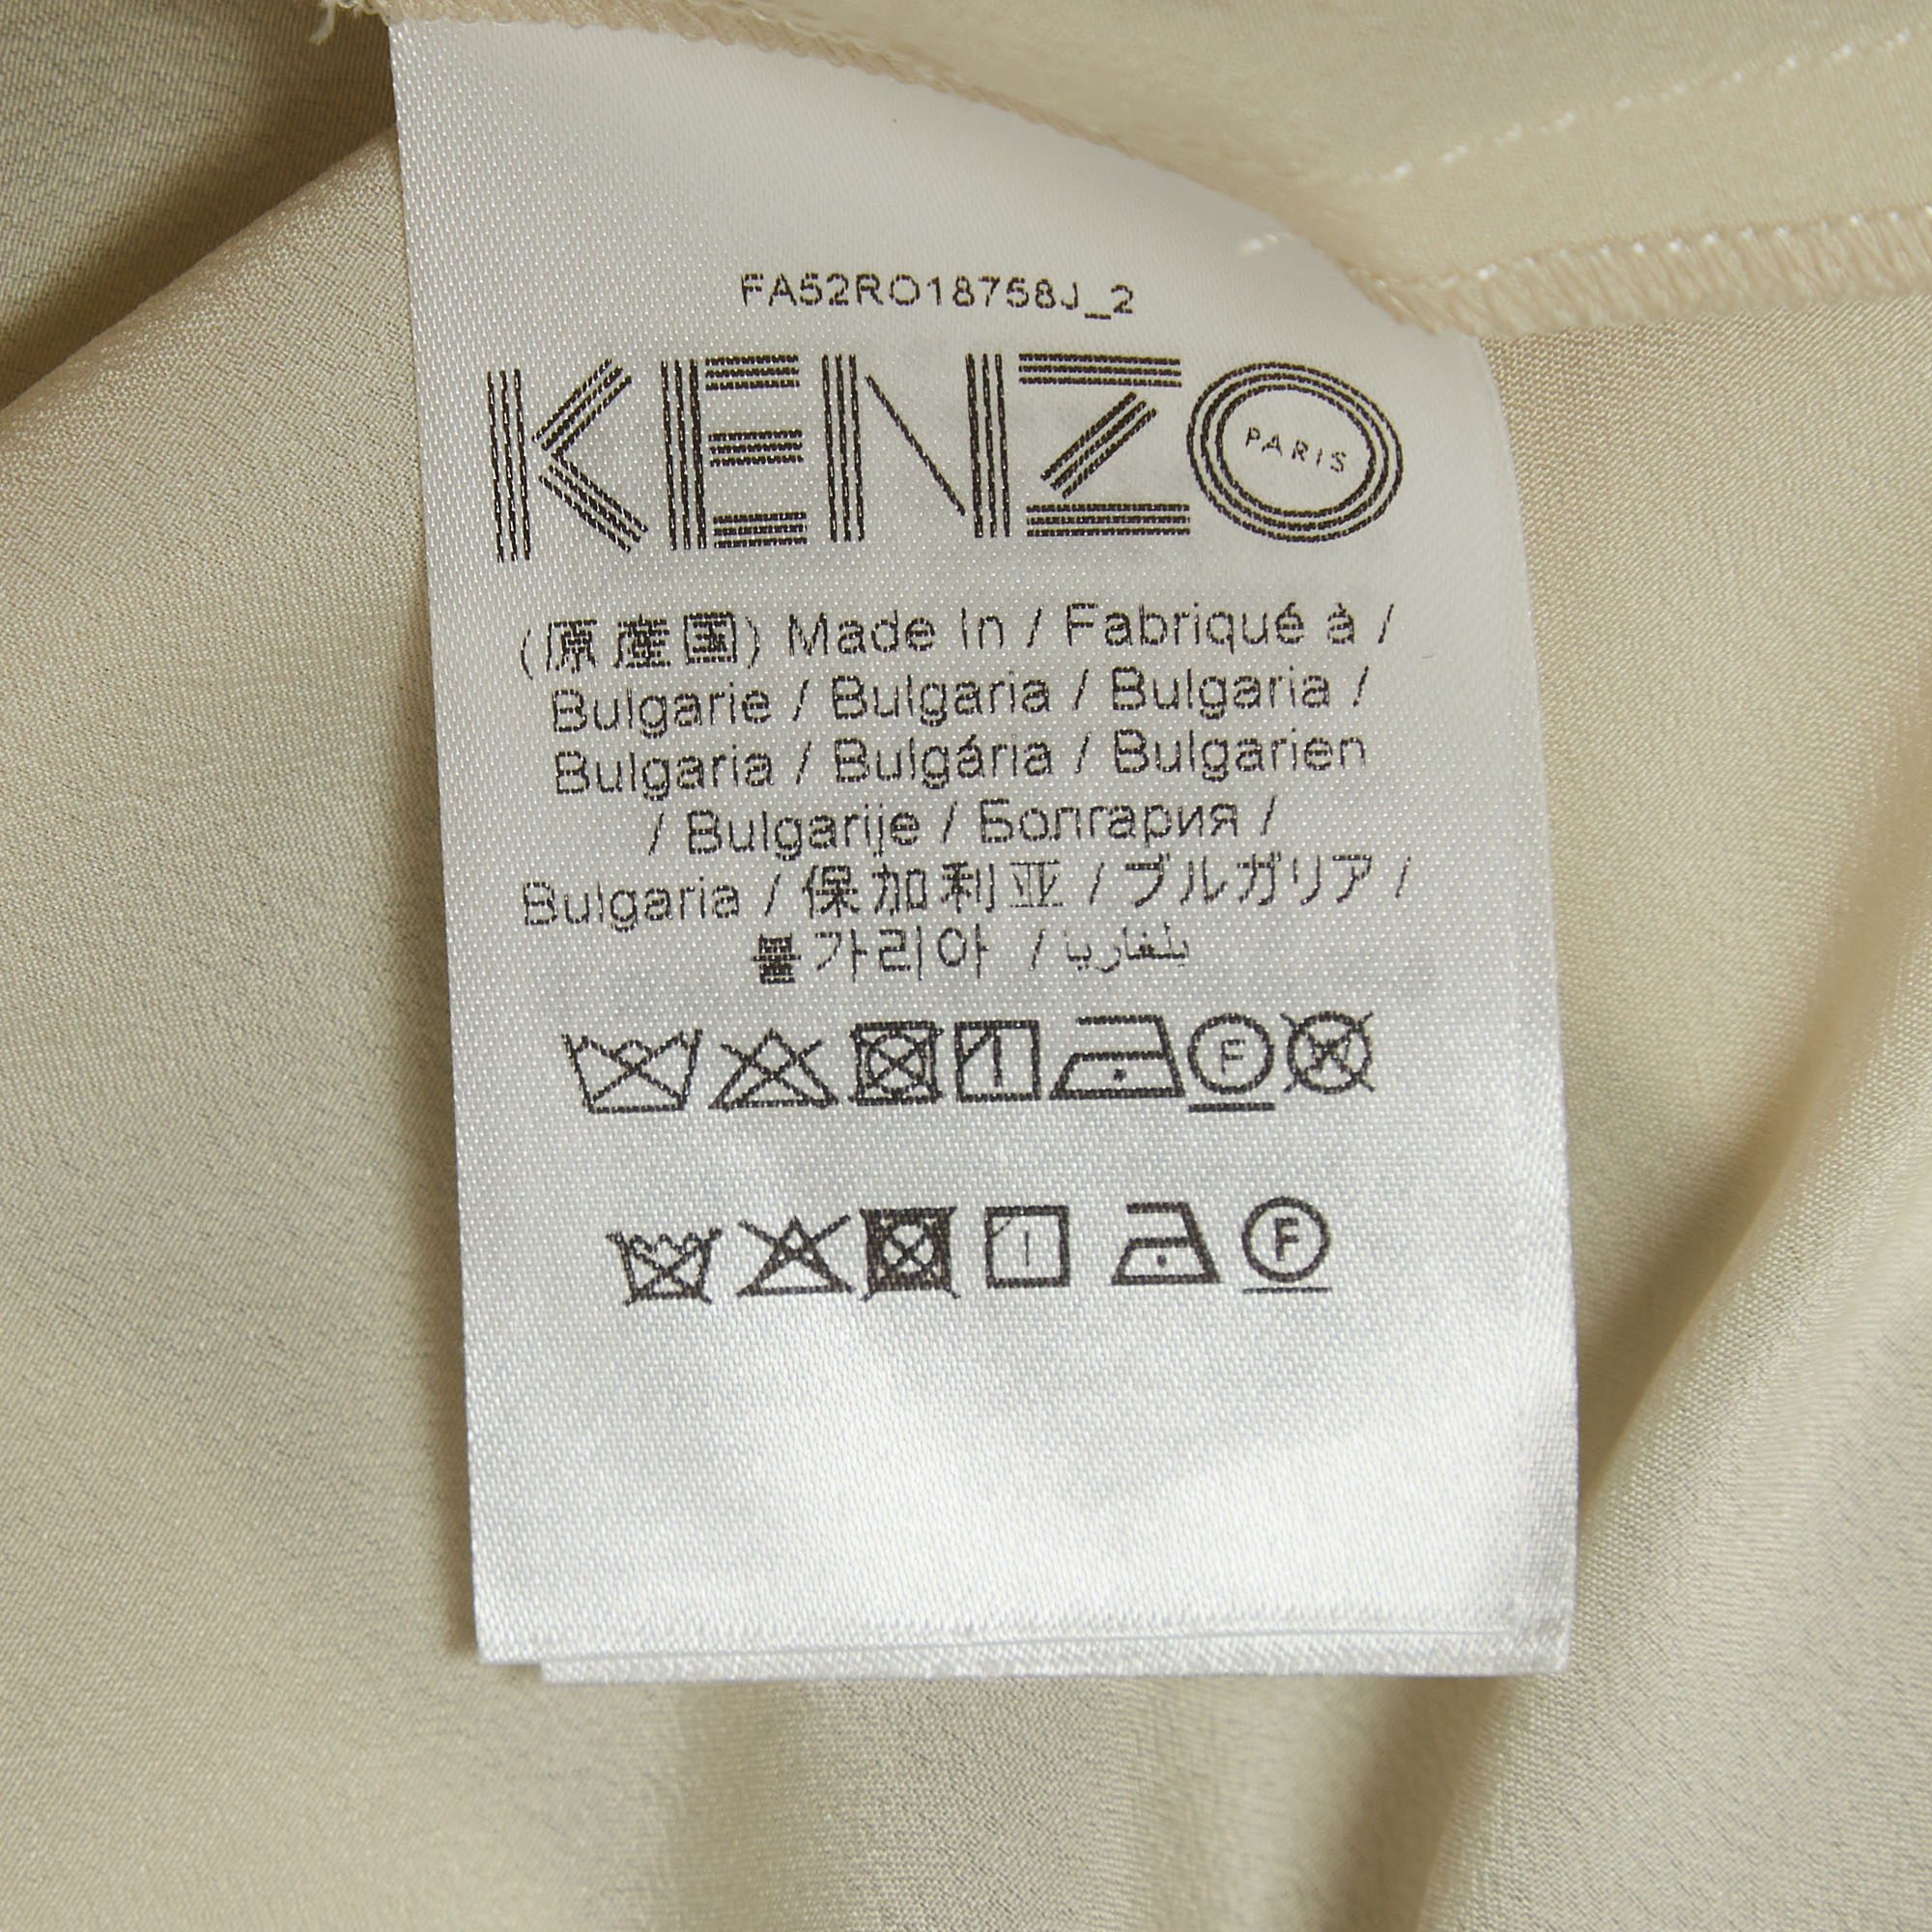 FA52RO18758J_2
KENZO
PARIS
(原産国) Made In / Fabriqué à /
Bulgarie / Bulgaria / Bulgaria /
Bulgaria / Bulgária / Bulgarien
/ Bulgarije / Болгария /
Bulgaria / 保加利亚 / ブルガリア /
불가리아 / بلغاريا
F
F